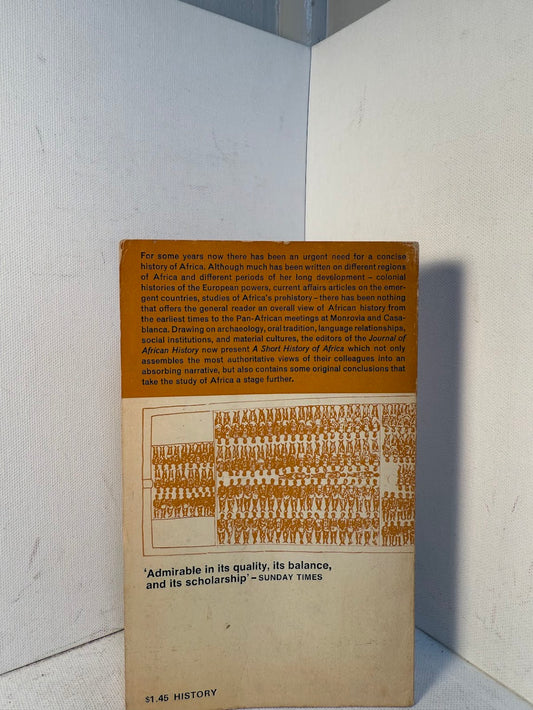 For some years now there has been an urgent need for a concise
history of Africa. Although much has been written on different regions
of Africa and different periods of her long development – colonial
histories of the European powers, current affairs articles on the emer-
gent countries, studies of Africa's prehistory – there has been nothing
that offers the general reader an overall view of African history from
the earliest times to the Pan-African meetings at Monrovia and Casa-
blanca. Drawing on archaeology, oral tradition, language relationships,
social institutions, and material cultures, the editors of the Journal of
African History now present A Short History of Africa which not only
assembles the most authoritative views of their colleagues into an
absorbing narrative, but also contains some original conclusions that
take the study of Africa a stage further.
'Admirable in its quality, its balance,
and its scholarship' – SUNDAY TIMES
$1.45 HISTORY